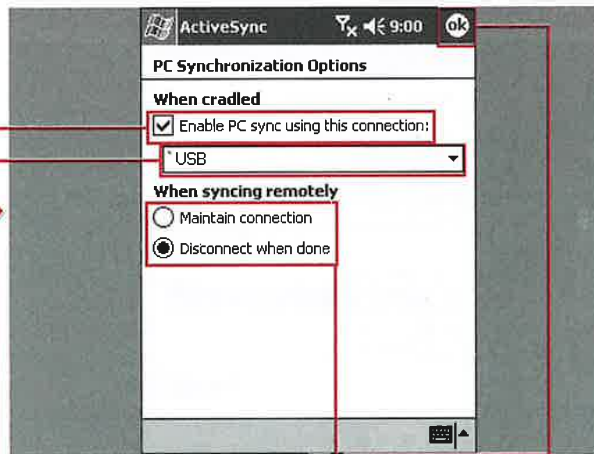 ActiveSync 9:00 ok
PC Synchronization Options
When cradled
Enable PC sync using this connection:
`USB
When syncing remotely
Maintain connection
Disconnect when done